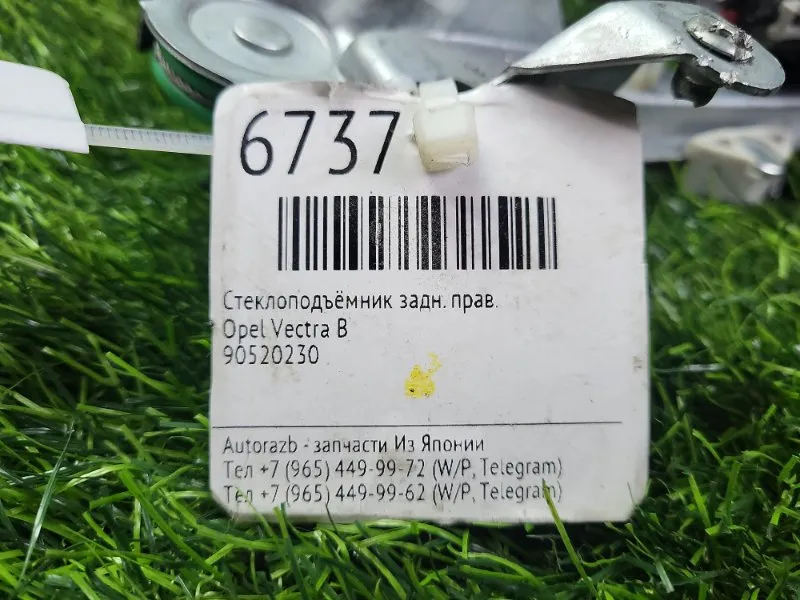 6737
Стеклоподъёмник задн. прав.
Opel Vectra B
90520230
Autorazb - запчасти Из Японии
Тел +7 (965) 449-99-72 (W/P, Telegram)
Тел +7 (965) 449-99-62 (W/P, Telegram)